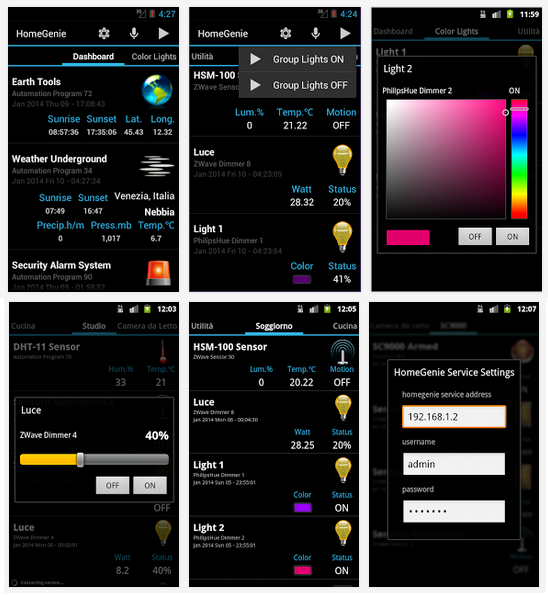 4:27
HomeGenie
Dashboard Color Lights
Earth Tools
Automation Program 72
Jan 2014 Thu 09 - 17:08:43
Sunrise Sunset Lat. Long.
08:57:36 17:35:06 45.43 12.32
Weather Underground
Automation Program 34
Jan 2014 Fri 10 - 04:27:24
Sunrise Sunset Venezia, Italia
07:49 16:47 Nebbia
Precip.h/m Press.mb Temp.℃
0 1,017 6.7
Security Alarm System
Automation Program 90
Jan 2014 Thu 09 - 01:58:52
4:24
HomeGenie
Utilità
Group Lights ON
Group Lights OFF
HSM-100 S
ZWave Senso
Lum.% Temp.℃ Motion
0 21.22 OFF
Luce
ZWave Dimmer 8
Jan 2014 Fri 10 - 04:23:09
Watt Status
28.32 20%
Light 1
PhilipsHue Dimmer 1
Jan 2014 Fri 10 - 04:23:54
Color Status
41%
11:59
Dashboard Color Lights Utilità
Light 1
Light 2
PhilipsHue Dimmer 2 ON
OFF ON
12:03
Cucina Studio Camera da Letto
DHT-11 Sensor
Automation Program 70
Hum.% Temp.℃
33 21
Luce
ZWave Dimmer 4 40%
OFF ON
OFF
Luce
ZWave Dimmer 4
Jan 2014 Mon 06 - 00:02:01
Watt Status
8.2 40%
Connecting service...
12:05
Utilità Soggiorno Cucina
HSM-100 Sensor
ZWave Sensor 50
Lum.% Temp.℃ Motion
0 20.22 OFF
Luce
ZWave Dimmer 8
Jan 2014 Mon 06 - 00:04:30
Watt Status
28.25 20%
Light 1
PhilipsHue Dimmer 1
Jan 2014 Sun 05 - 23:55:01
Color Status
ON
Light 2
PhilipsHue Dimmer 2
Jan 2014 Sun 05 - 23:55:01
Color Status
ON
12:07
Camera da Letto SC9000
SC9000 Armed
HomeGenie Service Settings
homegenie service address
192.168.1.2
username
admin
password
•••••••
Motion
OFF